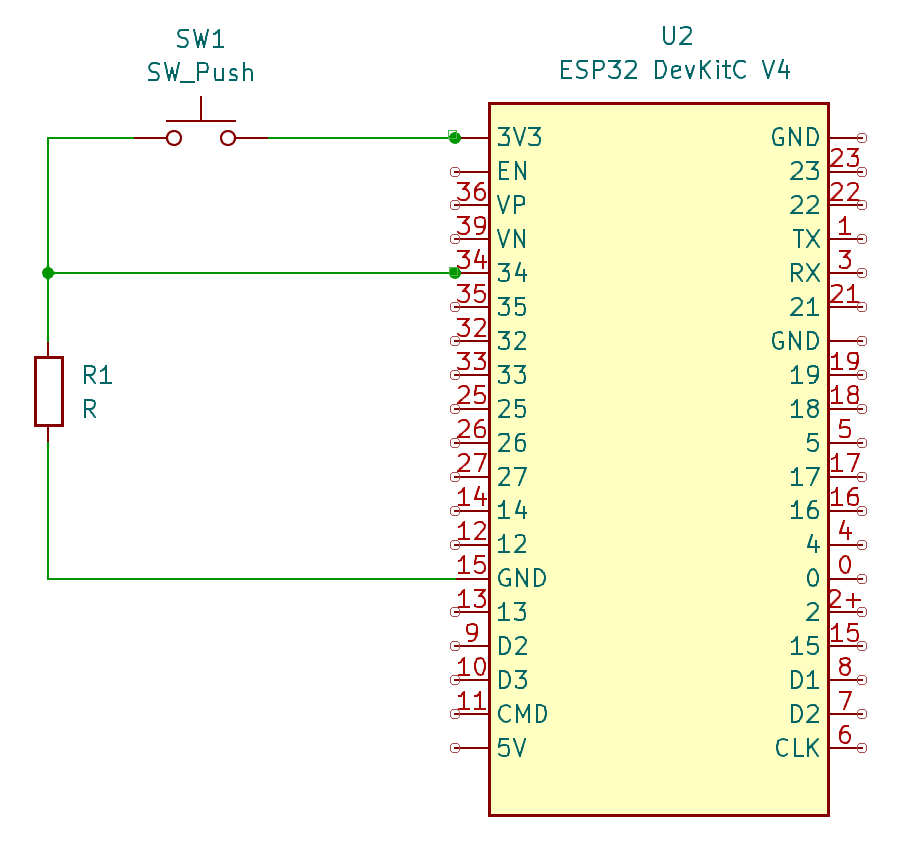 SW1
SW_Push
U2
ESP32 DevKitC V4
3V3 GND
EN 23 23
36 VP 22 22
39 VN TX 1
34 34 RX 3
35 35 21 21
32 32 GND
33 33 19 19
R1
R
25 25 18 18
26 26 5 5
27 27 17 17
14 14 16 16
12 12 4 4
15 GND 0 0
13 13 2 2+
9 D2 15 15
10 D3 D1 8
11 CMD D2 7
5V CLK 6